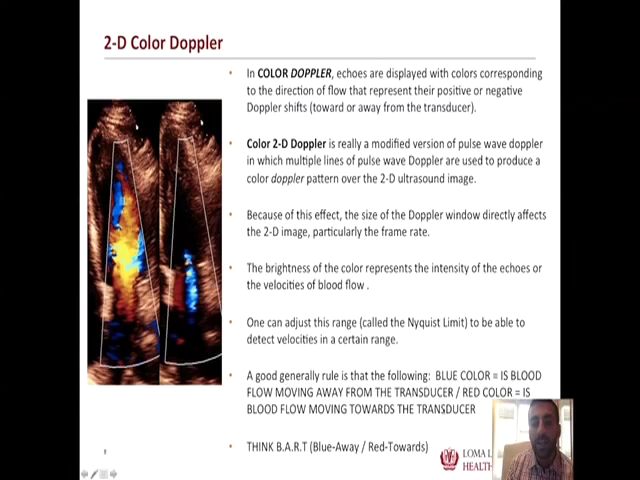 2-D Color Doppler
• In COLOR DOPPLER, echoes are displayed with colors corresponding
to the direction of flow that represent their positive or negative
Doppler shifts (toward or away from the transducer).
• Color 2-D Doppler is really a modified version of pulse wave doppler
in which multiple lines of pulse wave Doppler are used to produce a
color doppler pattern over the 2-D ultrasound image.
• Because of this effect, the size of the Doppler window directly affects
the 2-D image, particularly the frame rate.
• The brightness of the color represents the intensity of the echoes or
the velocities of blood flow .
• One can adjust this range (called the Nyquist Limit) to be able to
detect velocities in a certain range.
• A good generally rule is that the following: BLUE COLOR = IS BLOOD
FLOW MOVING AWAY FROM THE TRANSDUCER / RED COLOR = IS
BLOOD FLOW MOVING TOWARDS THE TRANSDUCER
• THINK B.A.R.T (Blue-Away / Red-Towards)
LOMA L
HEALTH